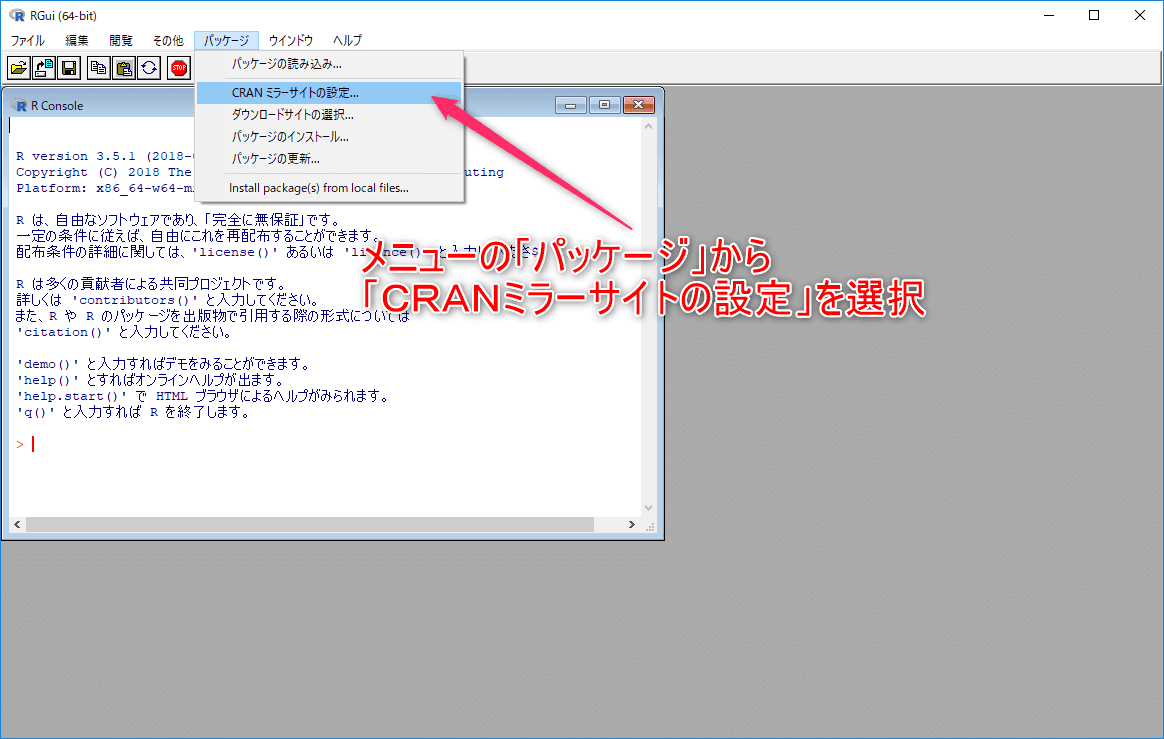 RGui (64-bit)
ファイル 編集 閲覧 その他 パッケージ ウインドウ ヘルプ
パッケージの読み込み...
CRAN ミラーサイトの設定...
ダウンロードサイトの選択...
パッケージのインストール...
パッケージの更新...
Install package(s) from local files...
STOP
R Console
R version 3.5.1 (2018-
Copyright (C) 2018 The uting
Platform: x86_64-w64-m
R は、自由なソフトウェアであり、「完全に無保証」です。
一定の条件に従えば、自由にこれを再配布することができます。
配布条件の詳細に関しては、'license()' あるいは 'licence()' と入力してください
R は多くの貢献者による共同プロジェクトです。
詳しくは 'contributors()' と入力してください。
また、R や R のパッケージを出版物で引用する際の形式については
'citation()' と入力してください。
'demo()' と入力すればデモをみることができます。
'help()' とすればオンラインヘルプが出ます。
'help.start()' で HTML ブラウザによるヘルプがみられます。
'q()' と入力すれば R を終了します。
>
メニューの「パッケージ」から
「CRANミラーサイトの設定」を選択